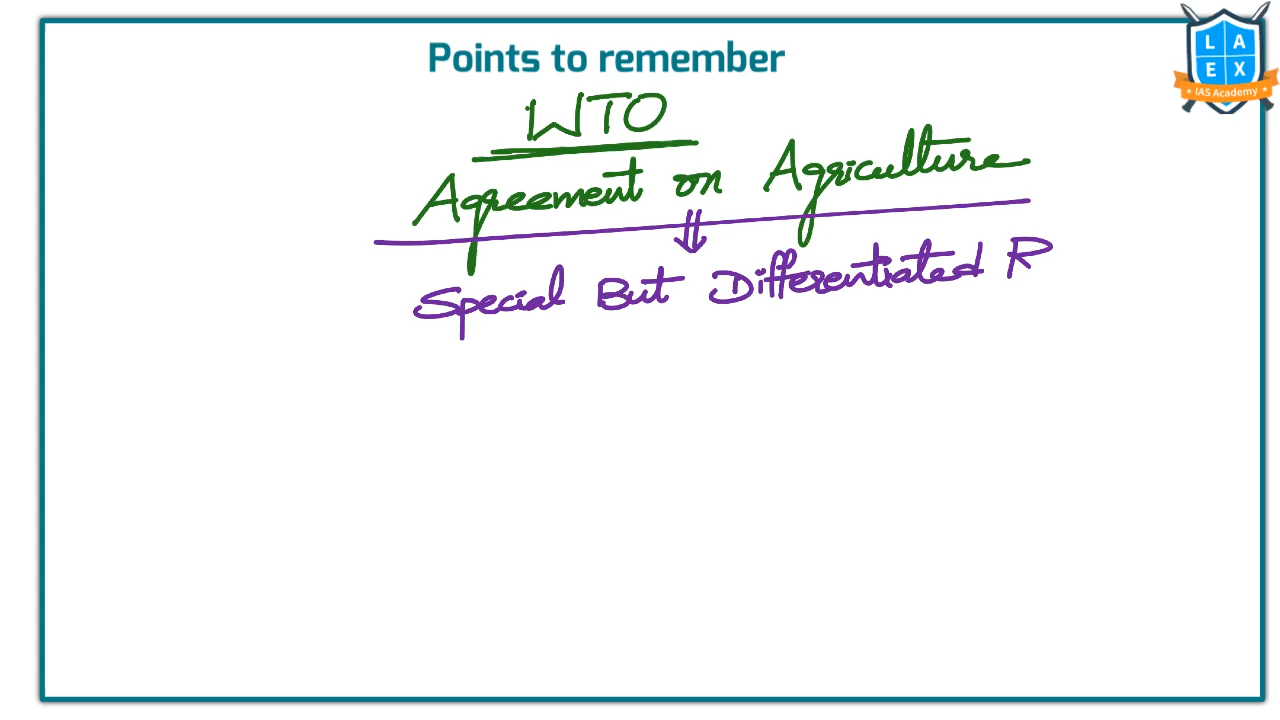 Points to remember
L A
E X
IAS Academy
WTO
Agreement on Agriculture
Special But Differentiated R